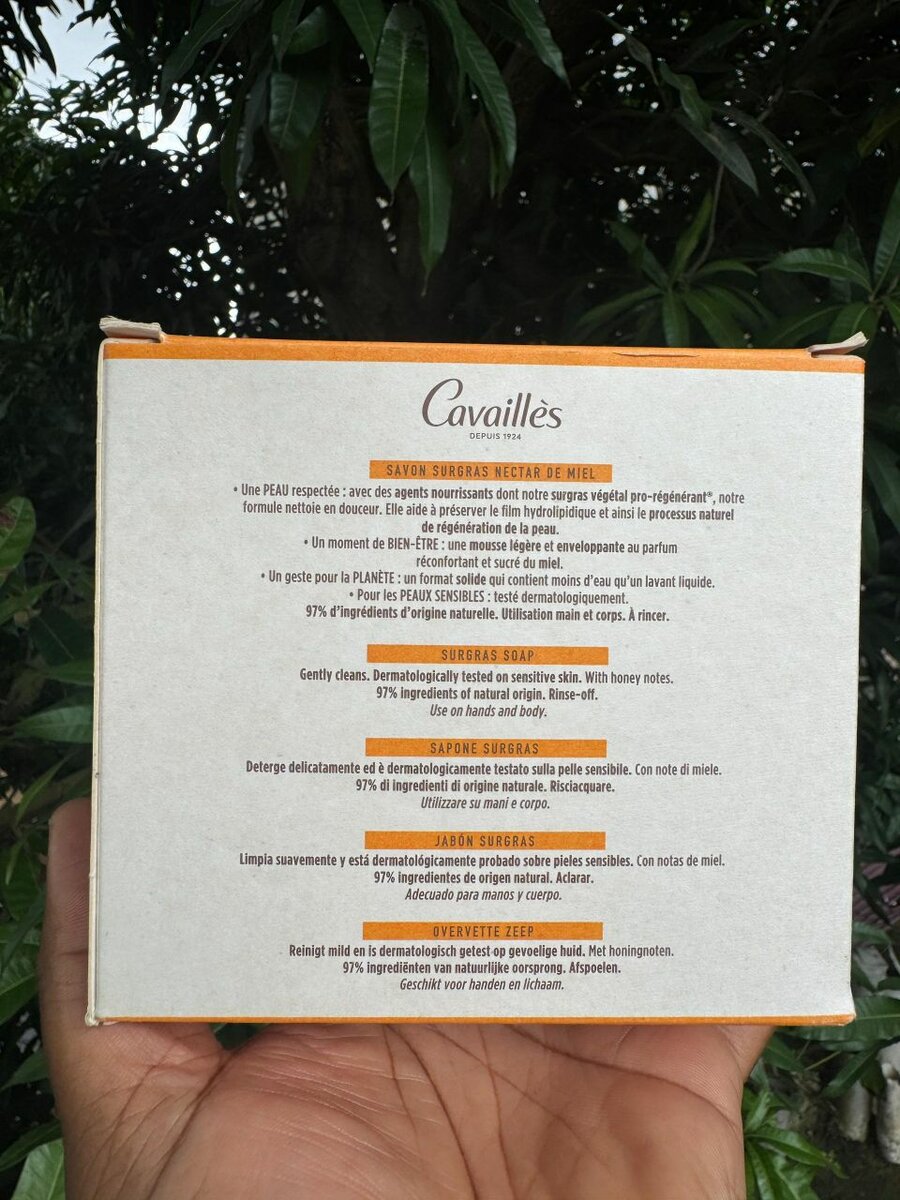 Cavaillès
DEPUIS 1924
SAVON SURGRAS NECTAR DE MIEL
• Une PEAU respectée : avec des agents nourrissants dont notre surgras végétal pro-régénérant*, notre
formule nettoie en douceur. Elle aide à préserver le film hydrolipidique et ainsi le processus naturel
de régénération de la peau.
• Un moment de BIEN-ÊTRE : une mousse légère et enveloppante au parfum
réconfortant et sucré du miel.
• Un geste pour la PLANÈTE : un format solide qui contient moins d'eau qu'un lavant liquide.
• Pour les PEAUX SENSIBLES : testé dermatologiquement.
97% d'ingrédients d'origine naturelle. Utilisation main et corps. À rincer.
SURGRAS SOAP
Gently cleans. Dermatologically tested on sensitive skin. With honey notes.
97% ingredients of natural origin. Rinse-off.
Use on hands and body.
SAPONE SURGRAS
Deterge delicatamente ed è dermatologicamente testato sulla pelle sensibile. Con note di miele.
97% di ingredienti di origine naturale. Risciacquare.
Utilizzare su mani e corpo.
JABÓN SURGRAS
Limpia suavemente y está dermatológicamente probado sobre pieles sensibles. Con notas de miel.
97% ingredientes de origen natural. Aclarar.
Adecuado para manos y cuerpo.
OVERVETTE ZEEP
Reinigt mild en is dermatologisch getest op gevoelige huid. Met honingnoten.
97% ingrediënten van natuurlijke oorsprong. Afspoelen.
Geschikt voor handen en lichaam.